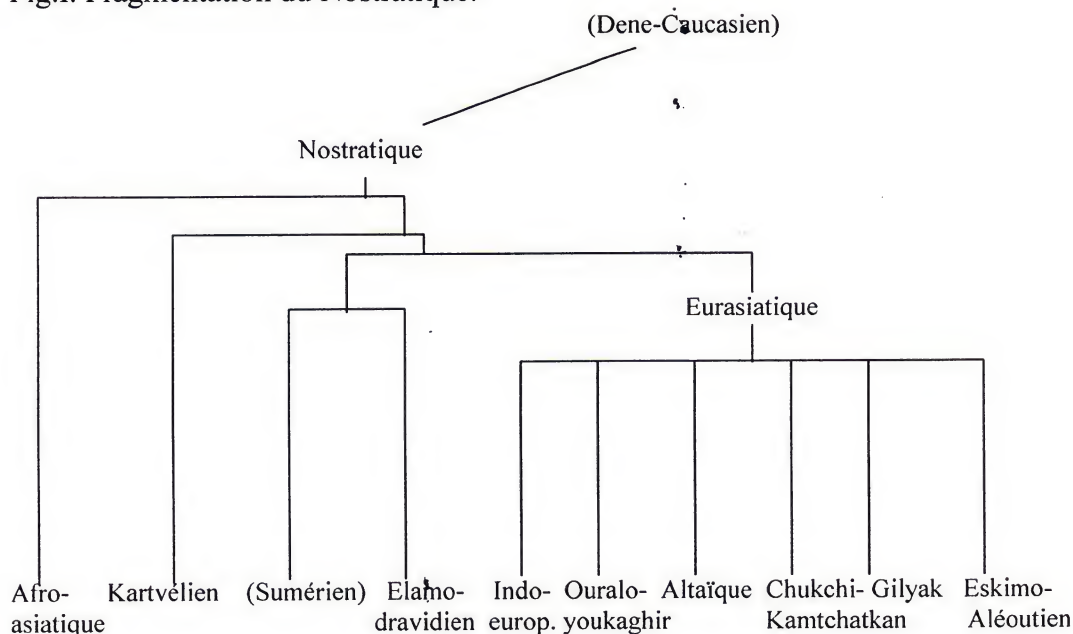 (Dene-Caucasien)
Nostratique
Eurasiatique
Afro- Kartvélien (Sumérien) Elamo- Indo- Ouralo- Altaïque Chukchi- Gilyak Eskimo-
asiatique dravidien europ. youkaghir Kamtchatkan Aléoutien